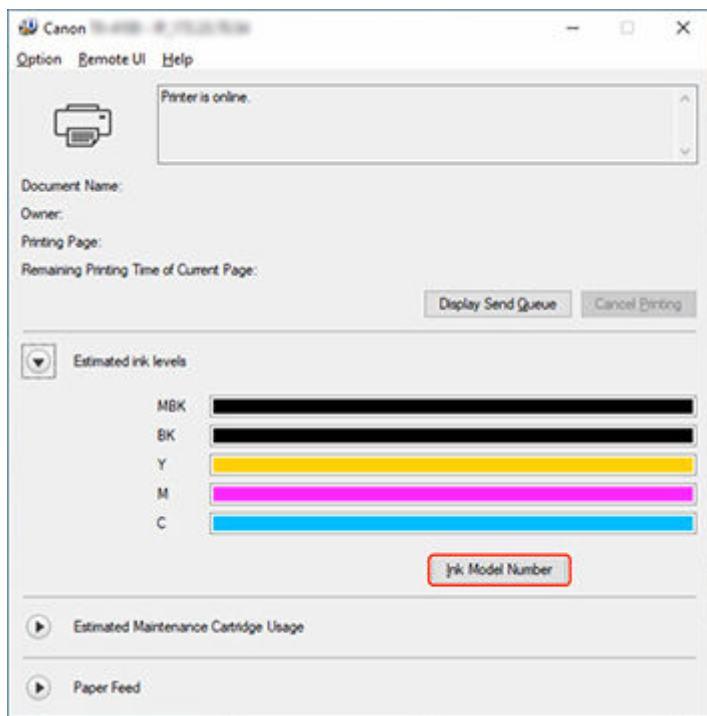 Canon
Option Remote UI Help
Printer is online.
Document Name:
Owner:
Printing Page:
Remaining Printing Time of Current Page:
Display Send Queue Cancel Printing
Estimated ink levels
MBK
BK
Y
M
C
Ink Model Number
Estimated Maintenance Cartridge Usage
Paper Feed